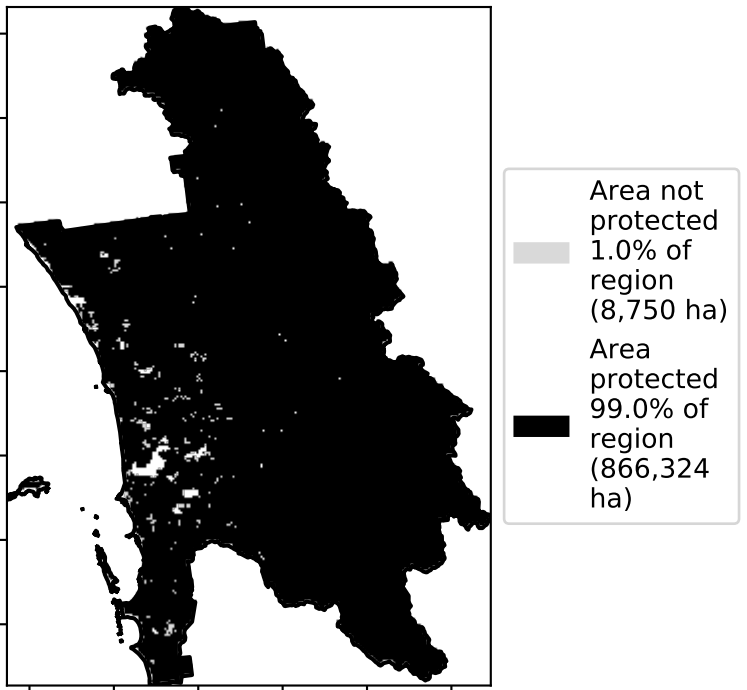 Area not
protected
1.0% of
region
(8,750 ha)
Area
protected
99.0% of
region
(866,324
ha)